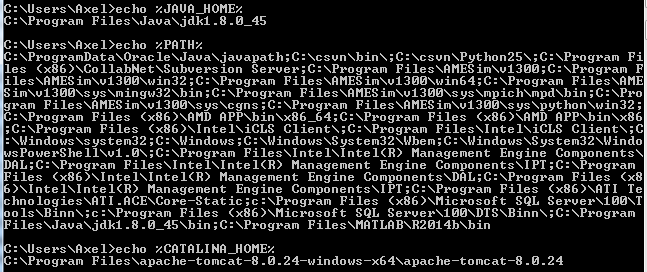 C:\Users\Axel>echo %JAVA_HOME%
C:\Program Files\Java\jdk1.8.0_45
C:\Users\Axel>echo %PATH%
C:\ProgramData\Oracle\Java\javapath;C:\csvn\bin\;C:\csvn\Python25\;C:\Program Fi
les (x86)\CollabNet\Subversion Server;C:\Program Files\AMESim\v1300;C:\Program F
iles\AMESim\v1300\win32;C:\Program Files\AMESim\v1300\win64;C:\Program Files\AME
Sim\v1300\sys\mingw32\bin;C:\Program Files\AMESim\v1300\sys\mpich\mpd\bin;C:\Pro
gram Files\AMESim\v1300\sys\cgns;C:\Program Files\AMESim\v1300\sys\python\win32;
C:\Program Files (x86)\AMD APP\bin\x86_64;C:\Program Files (x86)\AMD APP\bin\x86
;C:\Program Files (x86)\Intel\iCLS Client\;C:\Program Files\Intel\iCLS Client\;C
:\Windows\system32;C:\Windows;C:\Windows\System32\Wbem;C:\Windows\System32\Windo
wsPowerShell\v1.0\;C:\Program Files\Intel\Intel(R) Management Engine Components\
DAL;C:\Program Files\Intel\Intel(R) Management Engine Components\IPT;C:\Program
Files (x86)\Intel\Intel(R) Management Engine Components\DAL;C:\Program Files (x8
6)\Intel\Intel(R) Management Engine Components\IPT;C:\Program Files (x86)\ATI Te
chnologies\ATI.ACE\Core-Static;c:\Program Files (x86)\Microsoft SQL Server\100\T
ools\Binn\;c:\Program Files (x86)\Microsoft SQL Server\100\DTS\Binn\;C:\Program
Files\Java\jdk1.8.0_45\bin;C:\Program Files\MATLAB\R2014b\bin
C:\Users\Axel>echo %CATALINA_HOME%
C:\Program Files\apache-tomcat-8.0.24-windows-x64\apache-tomcat-8.0.24